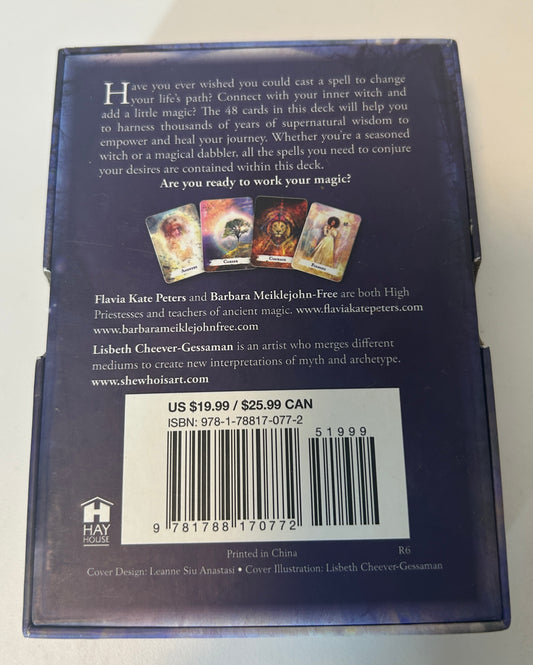 Have you ever wished you could cast a spell to change
your life's path? Connect with your inner witch and
add a little magic? The 48 cards in this deck will help you
to harness thousands of years of supernatural wisdom to
empower and heal your journey. Whether you're a seasoned
witch or a magical dabbler, all the spells you need to conjure
your desires are contained within this deck.
Are you ready to work your magic?
Courage
Flavia Kate Peters and Barbara Meiklejohn-Free are both High
Priestesses and teachers of ancient magic. www.flaviakatepeters.com
www.barbarameiklejohnfree.com
Lisbeth Cheever-Gessaman is an artist who merges different
mediums to create new interpretations of myth and archetype.
www.shewhoisart.com
US $19.99 / $25.99 CAN
ISBN: 978-1-78817-077-2
51999
9 781788 170772
HAY
HOUSE
Printed in China R6
Cover Design: Leanne Siu Anastasi • Cover Illustration: Lisbeth Cheever-Gessaman